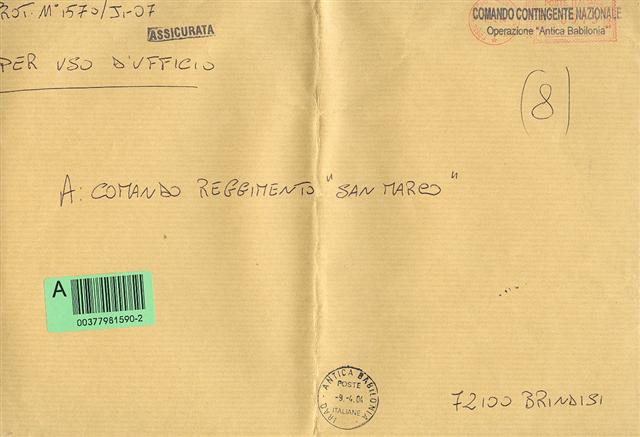 PROT. N° 1570/J1-07
ASSICURATA
PER USO D'UFFICIO
COMANDO CONTINGENTE NAZIONALE
Operazione "Antica Babilonia"
(8)
A: COMANDO REGGIMENTO "SAN MARCO"
A
00377981590-2
IRAQ - ANTICA BABILONIA
POSTE
-9.-4.04
ITALIANE
72100 BRINDISI